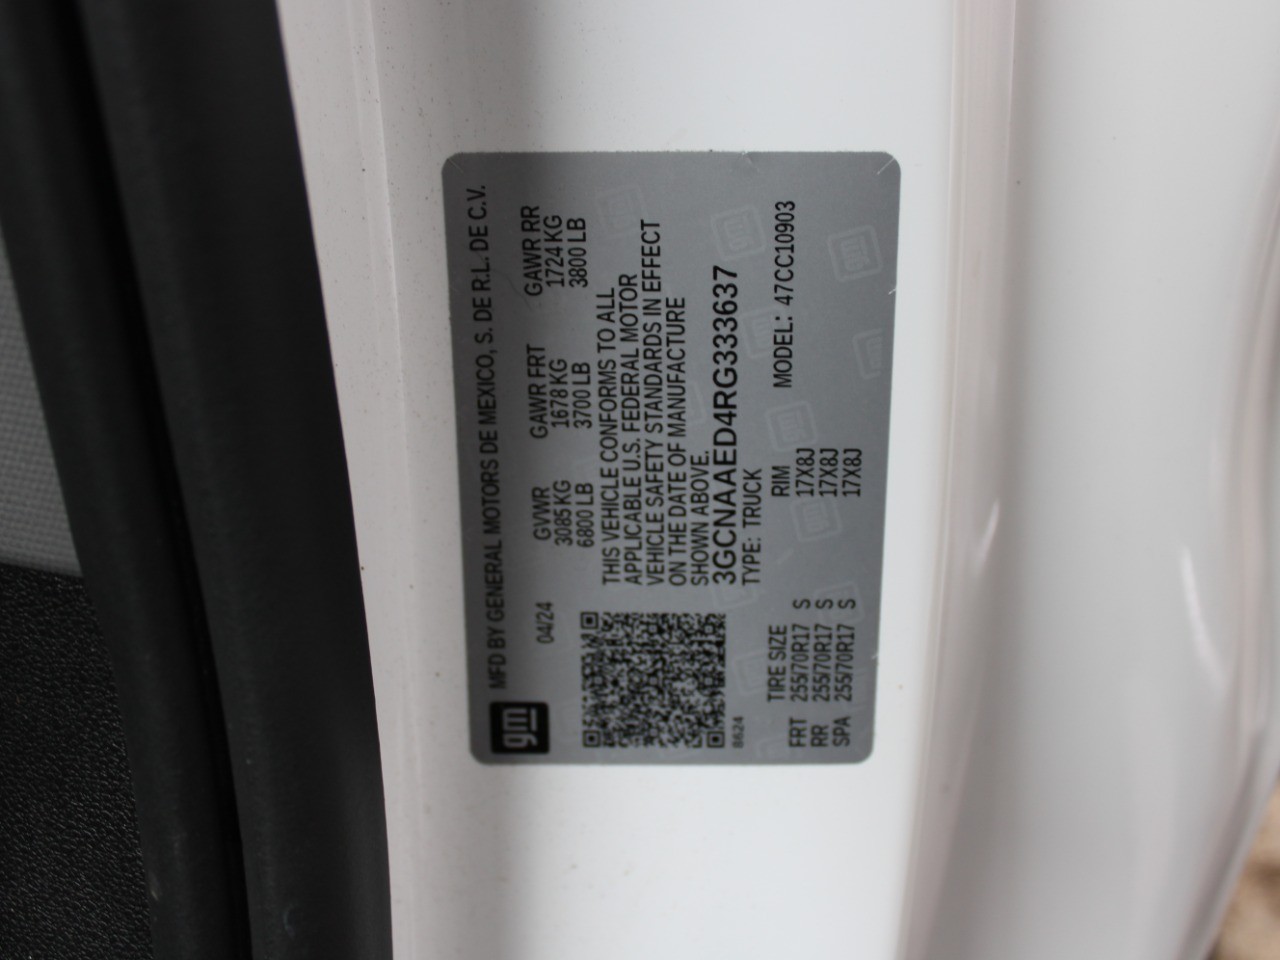 gm
MFD BY GENERAL MOTORS DE MEXICO, S. DE R.L. DE C.V.
04/24
GVWR GAWR FRT GAWR RR
3085 KG 1678 KG 1724 KG
6800 LB 3700 LB 3800 LB
THIS VEHICLE CONFORMS TO ALL
APPLICABLE U.S. FEDERAL MOTOR
VEHICLE SAFETY STANDARDS IN EFFECT
ON THE DATE OF MANUFACTURE
SHOWN ABOVE.
3GCNAAED4RG333637
8624
TYPE: TRUCK
TIRE SIZE RIM MODEL: 47CC10903
FRT 255/70R17 S 17X8J
RR 255/70R17 S 17X8J
SPA 255/70R17 S 17X8J